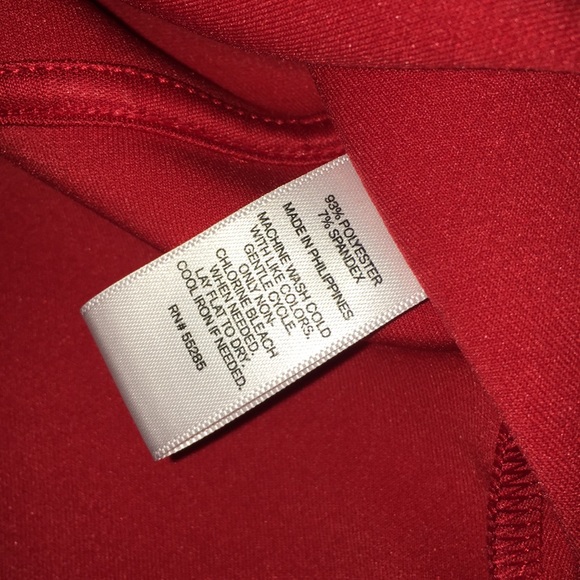 93% POLYESTER
7% SPANDEX
MADE IN PHILIPPINES
MACHINE WASH COLD
WITH LIKE COLORS.
GENTLE CYCLE.
ONLY NON-
CHLORINE BLEACH
WHEN NEEDED.
LAY FLAT TO DRY.
COOL IRON IF NEEDED.
RN# 55285